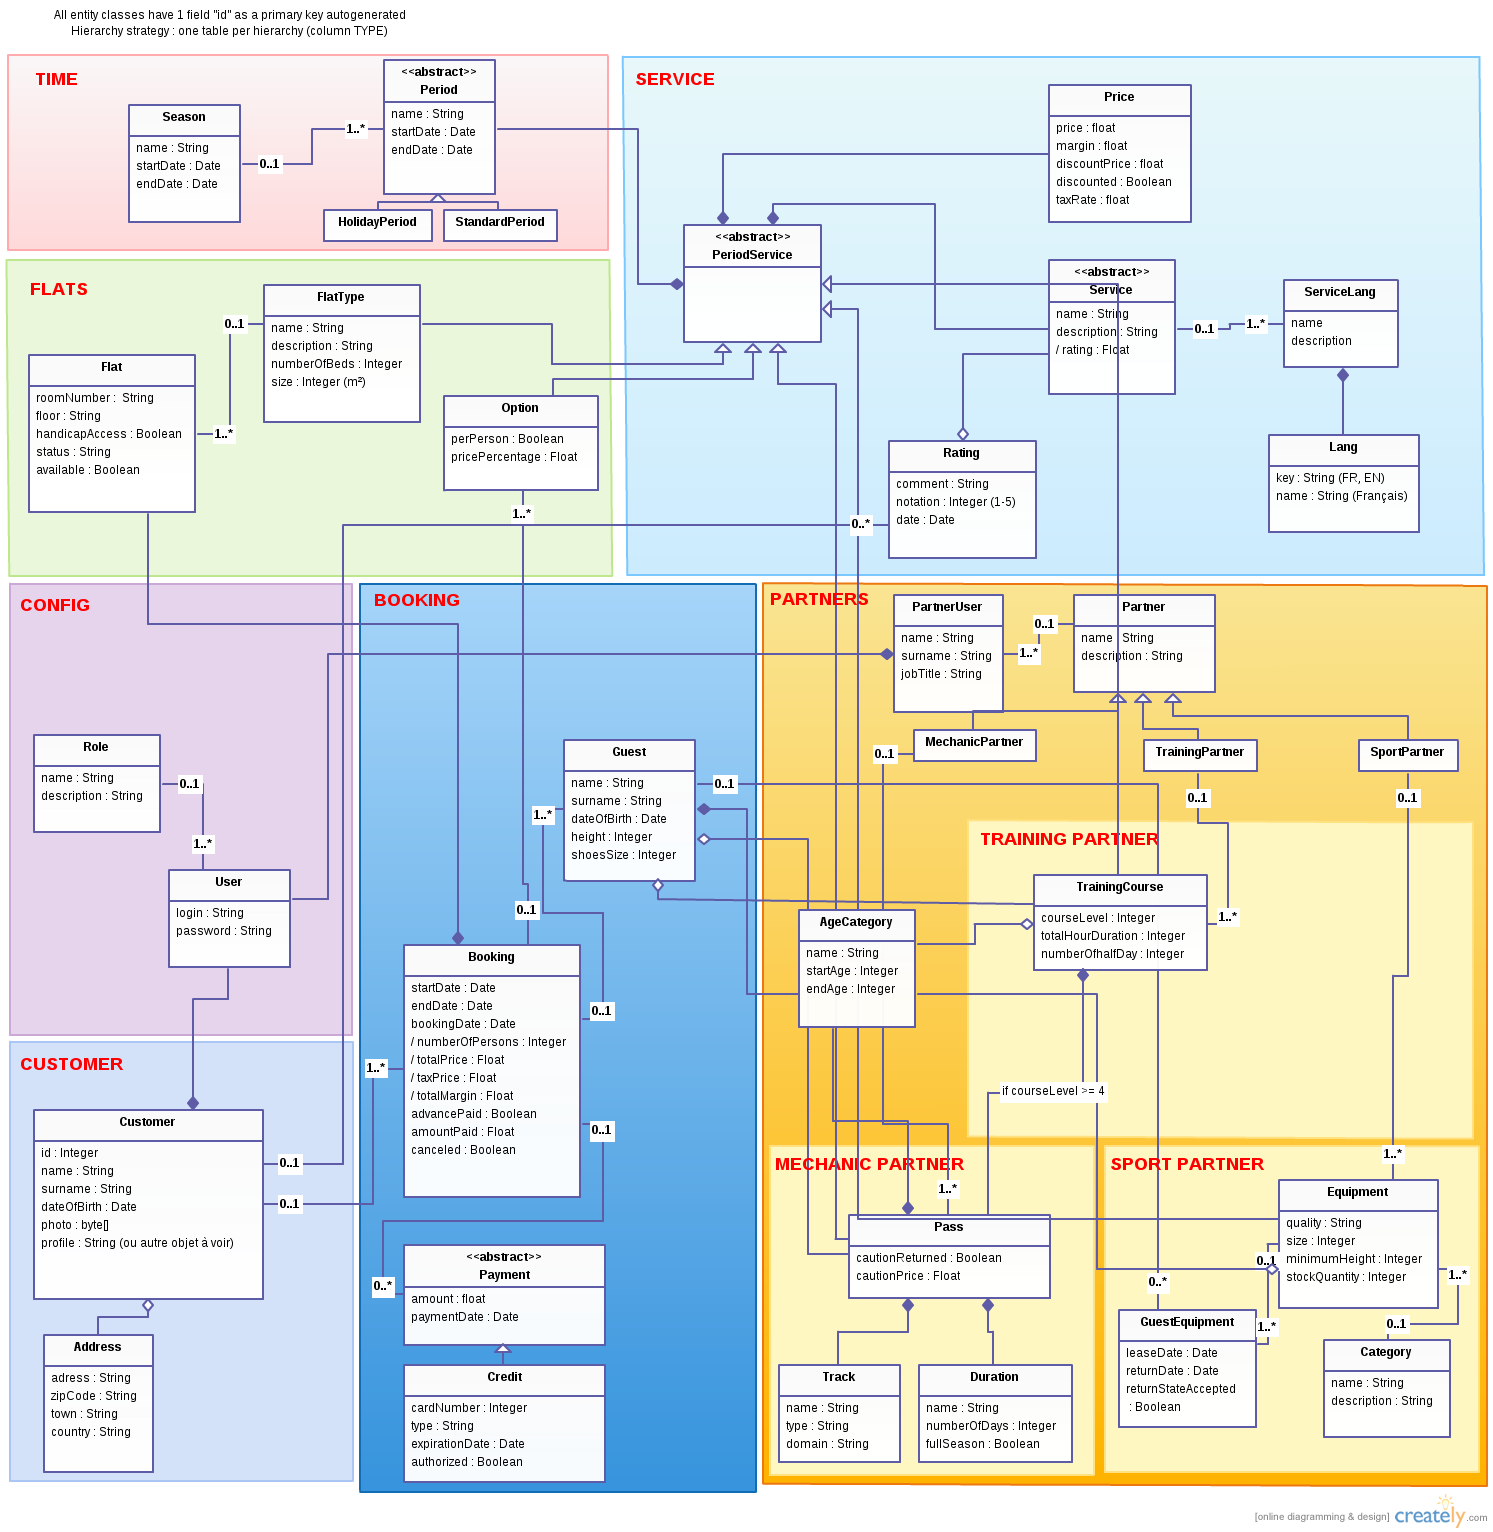 All entity classes have 1 field "id" as a primary key autogenerated
Hierarchy strategy : one table per hierarchy (column TYPE)
TIME
Season
name : String
startDate : Date
endDate : Date
0..1
1..*
<<abstract>>
Period
name : String
startDate : Date
endDate : Date
HolidayPeriod
StandardPeriod
SERVICE
Price
price : float
margin : float
discountPrice : float
discounted : Boolean
taxRate : float
<<abstract>>
PeriodService
<<abstract>>
Service
name : String
description : String
/ rating : Float
0..1
1..*
ServiceLang
name
description
Lang
key : String (FR, EN)
name : String (Français)
Rating
comment : String
notation : Integer (1-5)
date : Date
0..*
FLATS
FlatType
name : String
description : String
numberOfBeds : Integer
size : Integer (m²)
0..1
1..*
Flat
roomNumber :  String
floor : String
handicapAccess : Boolean
status : String
available : Boolean
Option
perPerson : Boolean
pricePercentage : Float
1..*
CONFIG
Role
name : String
description : String
0..1
1..*
User
login : String
password : String
BOOKING
Guest
name : String
surname : String
dateOfBirth : Date
height : Integer
shoesSize : Integer
1..*
0..1
0..1
0..1
Booking
startDate : Date
endDate : Date
bookingDate : Date
/ numberOfPersons : Integer
/ totalPrice : Float
/ taxPrice : Float
/ totalMargin : Float
advancePaid : Boolean
amountPaid : Float
canceled : Boolean
1..*
0..1
0..*
<<abstract>>
Payment
amount : float
paymentDate : Date
Credit
cardNumber : Integer
type : String
expirationDate : Date
authorized : Boolean
CUSTOMER
Customer
id : Integer
name : String
surname : String
dateOfBirth : Date
photo : byte[]
profile : String (ou autre objet à voir)
0..1
0..1
Address
adress : String
zipCode : String
town : String
country : String
PARTNERS
PartnerUser
name : String
surname : String
jobTitle : String
0..1
1..*
Partner
name : String
description : String
MechanicPartner
0..1
TrainingPartner
0..1
SportPartner
0..1
TRAINING PARTNER
TrainingCourse
courseLevel : Integer
totalHourDuration : Integer
numberOfhalfDay : Integer
1..*
AgeCategory
name : String
startAge : Integer
endAge : Integer
if courseLevel >= 4
MECHANIC PARTNER
1..*
Pass
cautionReturned : Boolean
cautionPrice : Float
Track
name : String
type : String
domain : String
Duration
name : String
numberOfDays : Integer
fullSeason : Boolean
SPORT PARTNER
1..*
Equipment
quality : String
size : Integer
minimumHeight : Integer
stockQuantity : Integer
0..1
0..*
1..*
1..*
0..1
GuestEquipment
leaseDate : Date
returnDate : Date
returnStateAccepted
: Boolean
Category
name : String
description : String
[online diagramming & design] creately.com